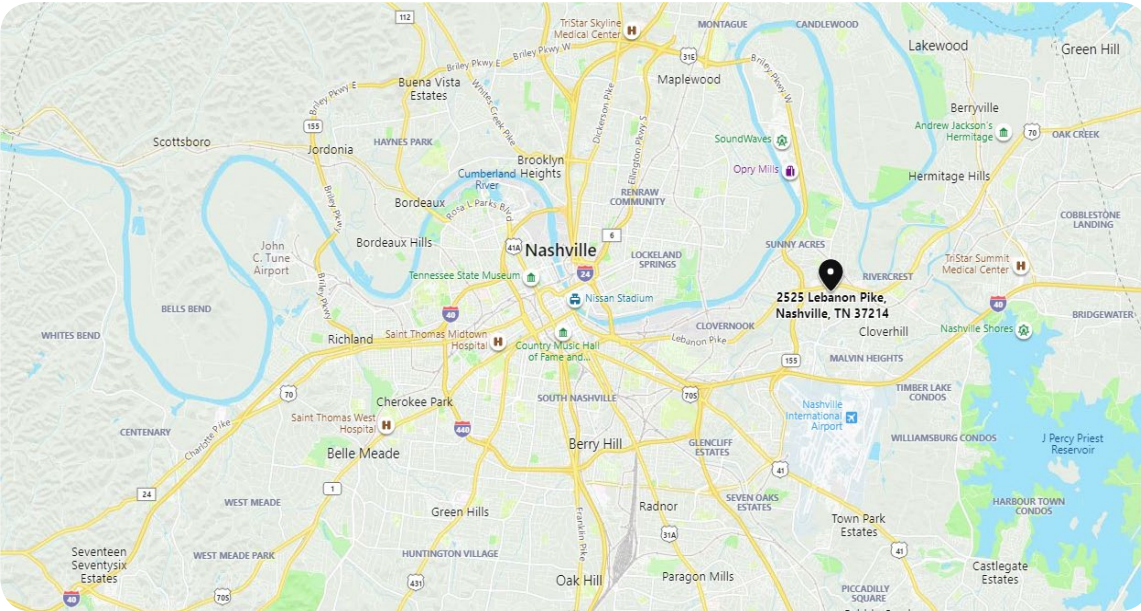 112
TriStar Skyline
Medical Center
H
MONTAGUE
CANDLEWOOD
Lakewood
Green Hill
31E
Briley Pkwy W
Briley Pkwy E
Briley Pkwy W
Maplewood
Buena Vista
Estates
Briley Pkwy E
Whites Creek Pike
Dickerson Pike
Ellington Pkwy S
Berryville
155
Andrew Jackson's
Hermitage
70
OAK CREEK
Scottsboro
HAYNES PARK
Jordonia
SoundWaves
Brooklyn
Heights
Opry Mills
Cumberland
River
Hermitage Hills
Briley Pkwy
RENRAW
COMMUNITY
Bordeaux
Rosa L Parks Blvd
COBBLESTONE
LANDING
6
Bordeaux Hills
41A
Nashville
SUNNY ACRES
John
C. Tune
Airport
LOCKELAND
SPRINGS
TriStar Summit
Medical Center
H
24
Tennessee State Museum
RIVERCREST
Briley Pkwy
2525 Lebanon Pike,
Nashville, TN 37214
Nissan Stadium
40
BELLS BEND
40
BRIDGEWATER
CLOVERNOOK
Cloverhill
Nashville Shores
WHITES BEND
Richland
Saint Thomas Midtown
Hospital
H
Country Music Hall
of Fame and...
Lebanon Pike
MALVIN HEIGHTS
155
70
TIMBER LAKE
CONDOS
70S
Cherokee Park
SOUTH NASHVILLE
Nashville
International
Airport
Saint Thomas West
Hospital
H
440
CENTENARY
Charlotte Pike
WILLIAMSBURG CONDOS
J Percy Priest
Reservoir
Berry Hill
GLENCLIFF
ESTATES
Belle Meade
41
24
1
WEST MEADE
SEVEN OAKS
ESTATES
HARBOUR TOWN
CONDOS
Green Hills
Radnor
Town Park
Estates
Franklin Pike
31A
Seventeen
Seventysix
Estates
WEST MEADE PARK
HUNTINGTON VILLAGE
41
Castlegate
Estates
Oak Hill
Paragon Mills
431
70S
40
PICCADILLY
SQUARE